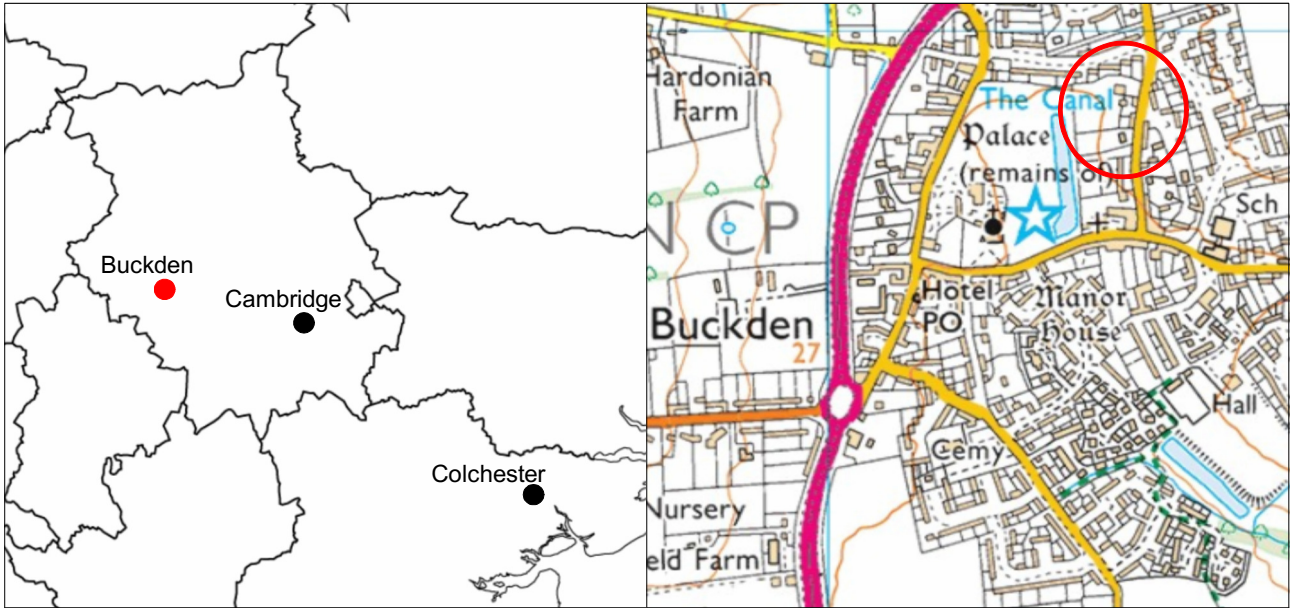 Buckden
Cambridge
Colchester
Hardonian
Farm
The Canal
Palace
(remains of)
N CP
Sch
Hotel
PO
Manor
House
Buckden
27
Hall
Cemy
Nursery
eld Farm